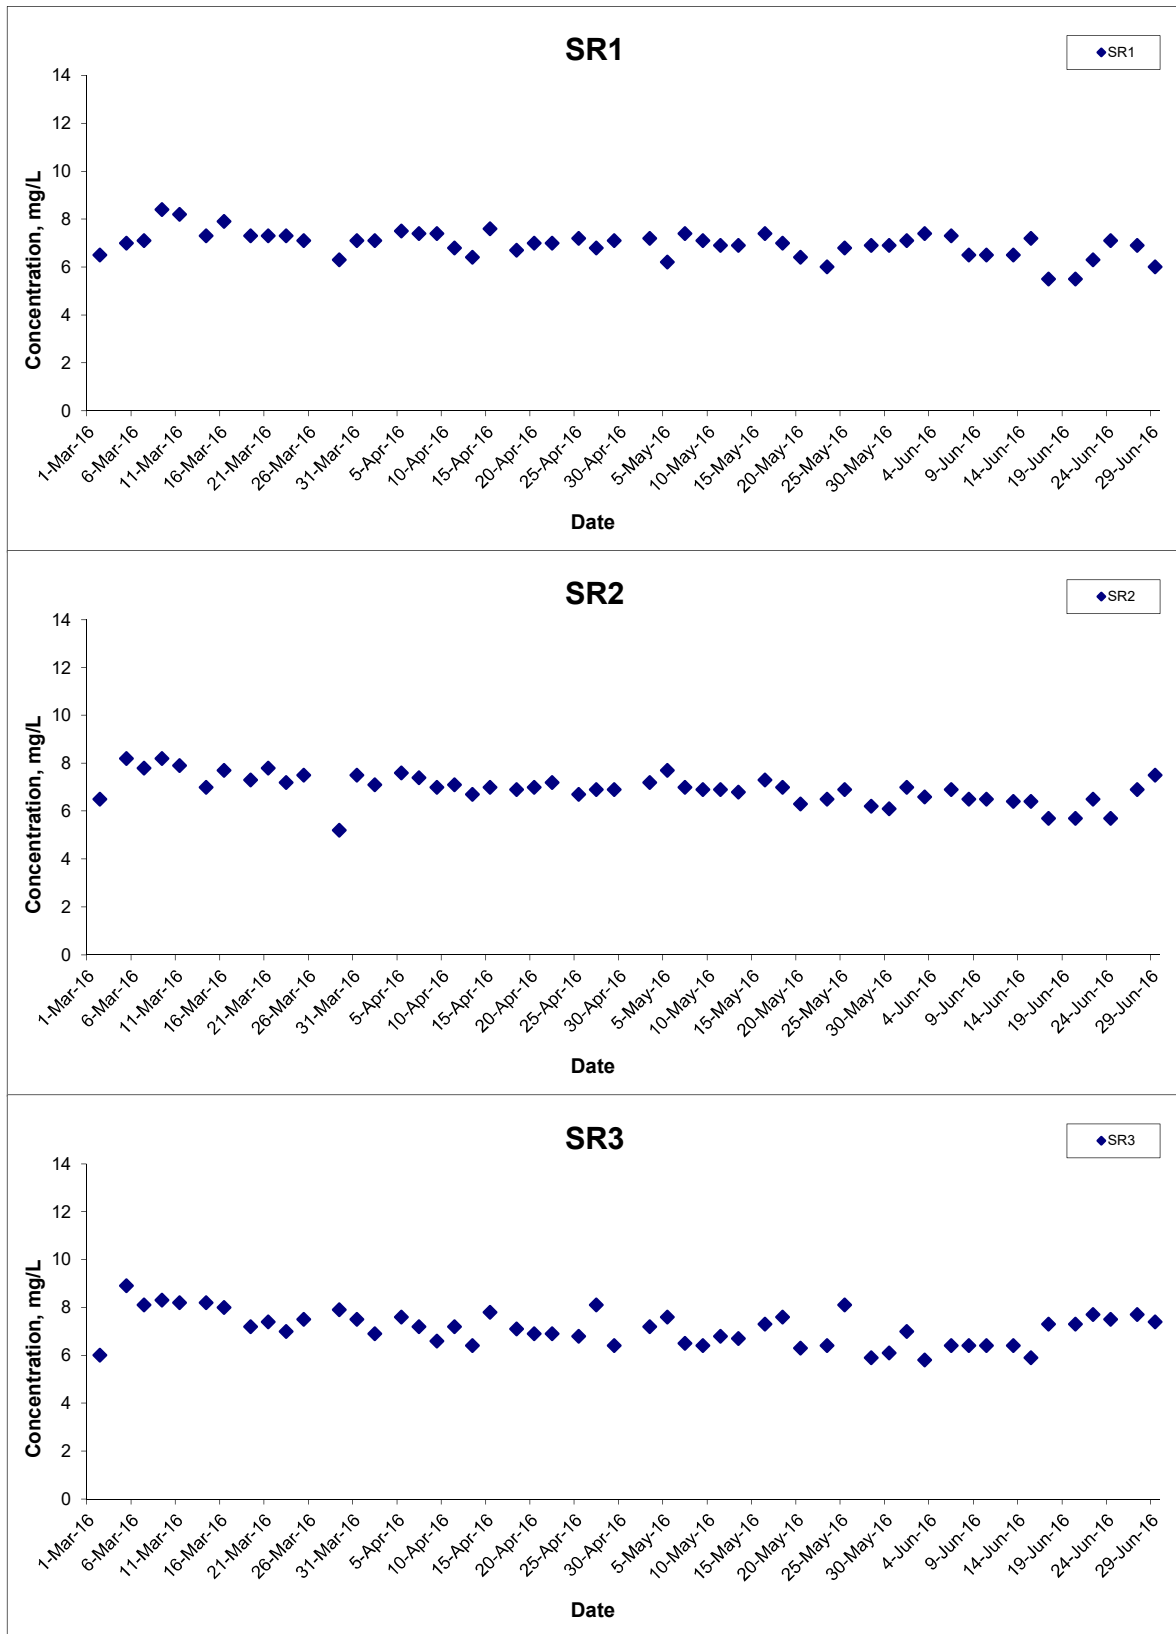 SR1
SR1
14
12
10
8
6
4
2
0
Concentration, mg/L
1-Mar-16 6-Mar-16 11-Mar-16 16-Mar-16 21-Mar-16 26-Mar-16 31-Mar-16 5-Apr-16 10-Apr-16 15-Apr-16 20-Apr-16 25-Apr-16 30-Apr-16 5-May-16 10-May-16 15-May-16 20-May-16 25-May-16 30-May-16 4-Jun-16 9-Jun-16 14-Jun-16 19-Jun-16 24-Jun-16 29-Jun-16
Date
SR2
SR2
14
12
10
8
6
4
2
0
Concentration, mg/L
1-Mar-16 6-Mar-16 11-Mar-16 16-Mar-16 21-Mar-16 26-Mar-16 31-Mar-16 5-Apr-16 10-Apr-16 15-Apr-16 20-Apr-16 25-Apr-16 30-Apr-16 5-May-16 10-May-16 15-May-16 20-May-16 25-May-16 30-May-16 4-Jun-16 9-Jun-16 14-Jun-16 19-Jun-16 24-Jun-16 29-Jun-16
Date
SR3
SR3
14
12
10
8
6
4
2
0
Concentration, mg/L
1-Mar-16 6-Mar-16 11-Mar-16 16-Mar-16 21-Mar-16 26-Mar-16 31-Mar-16 5-Apr-16 10-Apr-16 15-Apr-16 20-Apr-16 25-Apr-16 30-Apr-16 5-May-16 10-May-16 15-May-16 20-May-16 25-May-16 30-May-16 4-Jun-16 9-Jun-16 14-Jun-16 19-Jun-16 24-Jun-16 29-Jun-16
Date